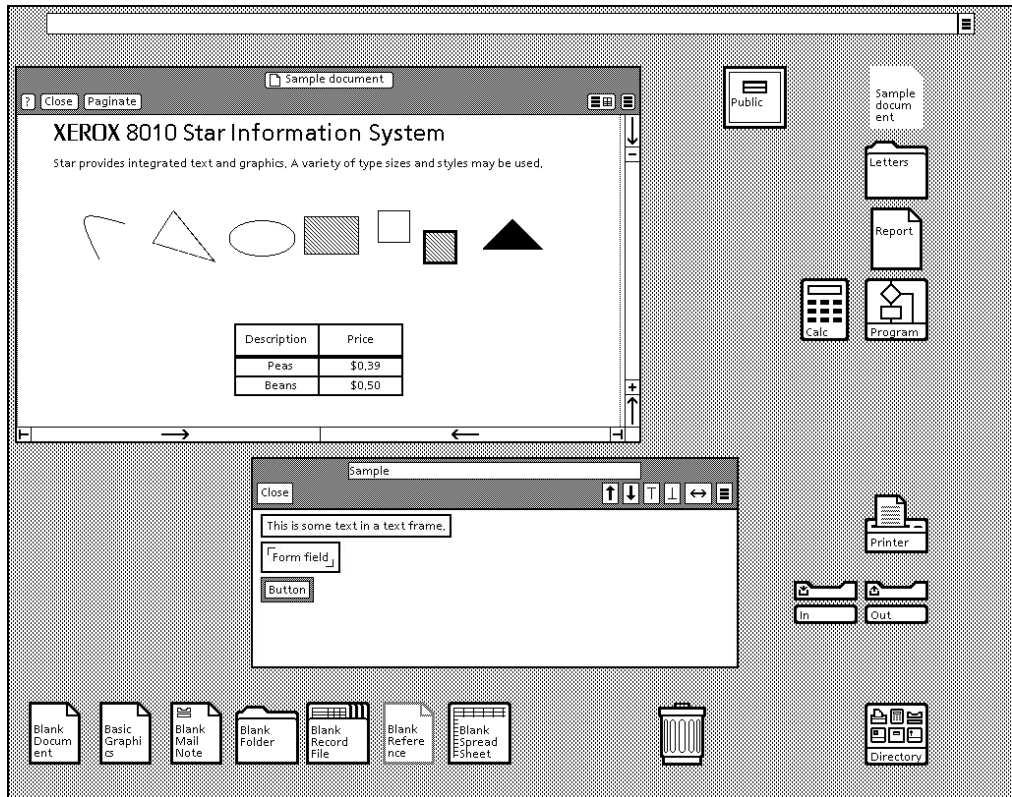 Sample document
? Close Paginate
XEROX 8010 Star Information System
Star provides integrated text and graphics. A variety of type sizes and styles may be used.
Description Price
Peas $0.39
Beans $0.50
Public
Sample
docum
ent
Letters
Report
Calc
Program
Sample
Close
This is some text in a text frame.
Form field
Button
Printer
In
Out
Blank
Docum
ent
Basic
Graphi
cs
Blank
Mail
Note
Blank
Folder
Blank
Record
File
Blank
Refere
nce
Blank
Spread
Sheet
Directory